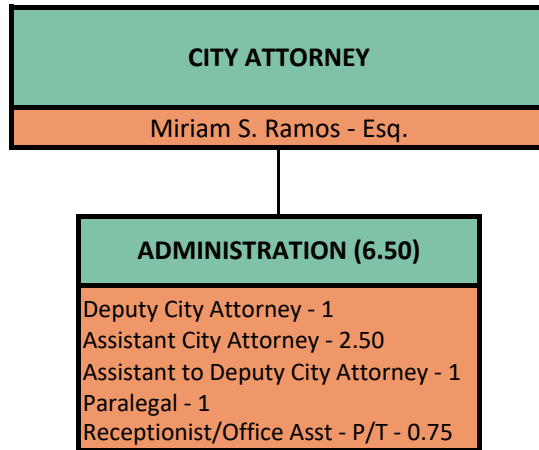 CITY ATTORNEY
Miriam S. Ramos - Esq.
ADMINISTRATION (6.50)
Deputy City Attorney - 1
Assistant City Attorney - 2.50
Assistant to Deputy City Attorney - 1
Paralegal - 1
Receptionist/Office Asst - P/T - 0.75